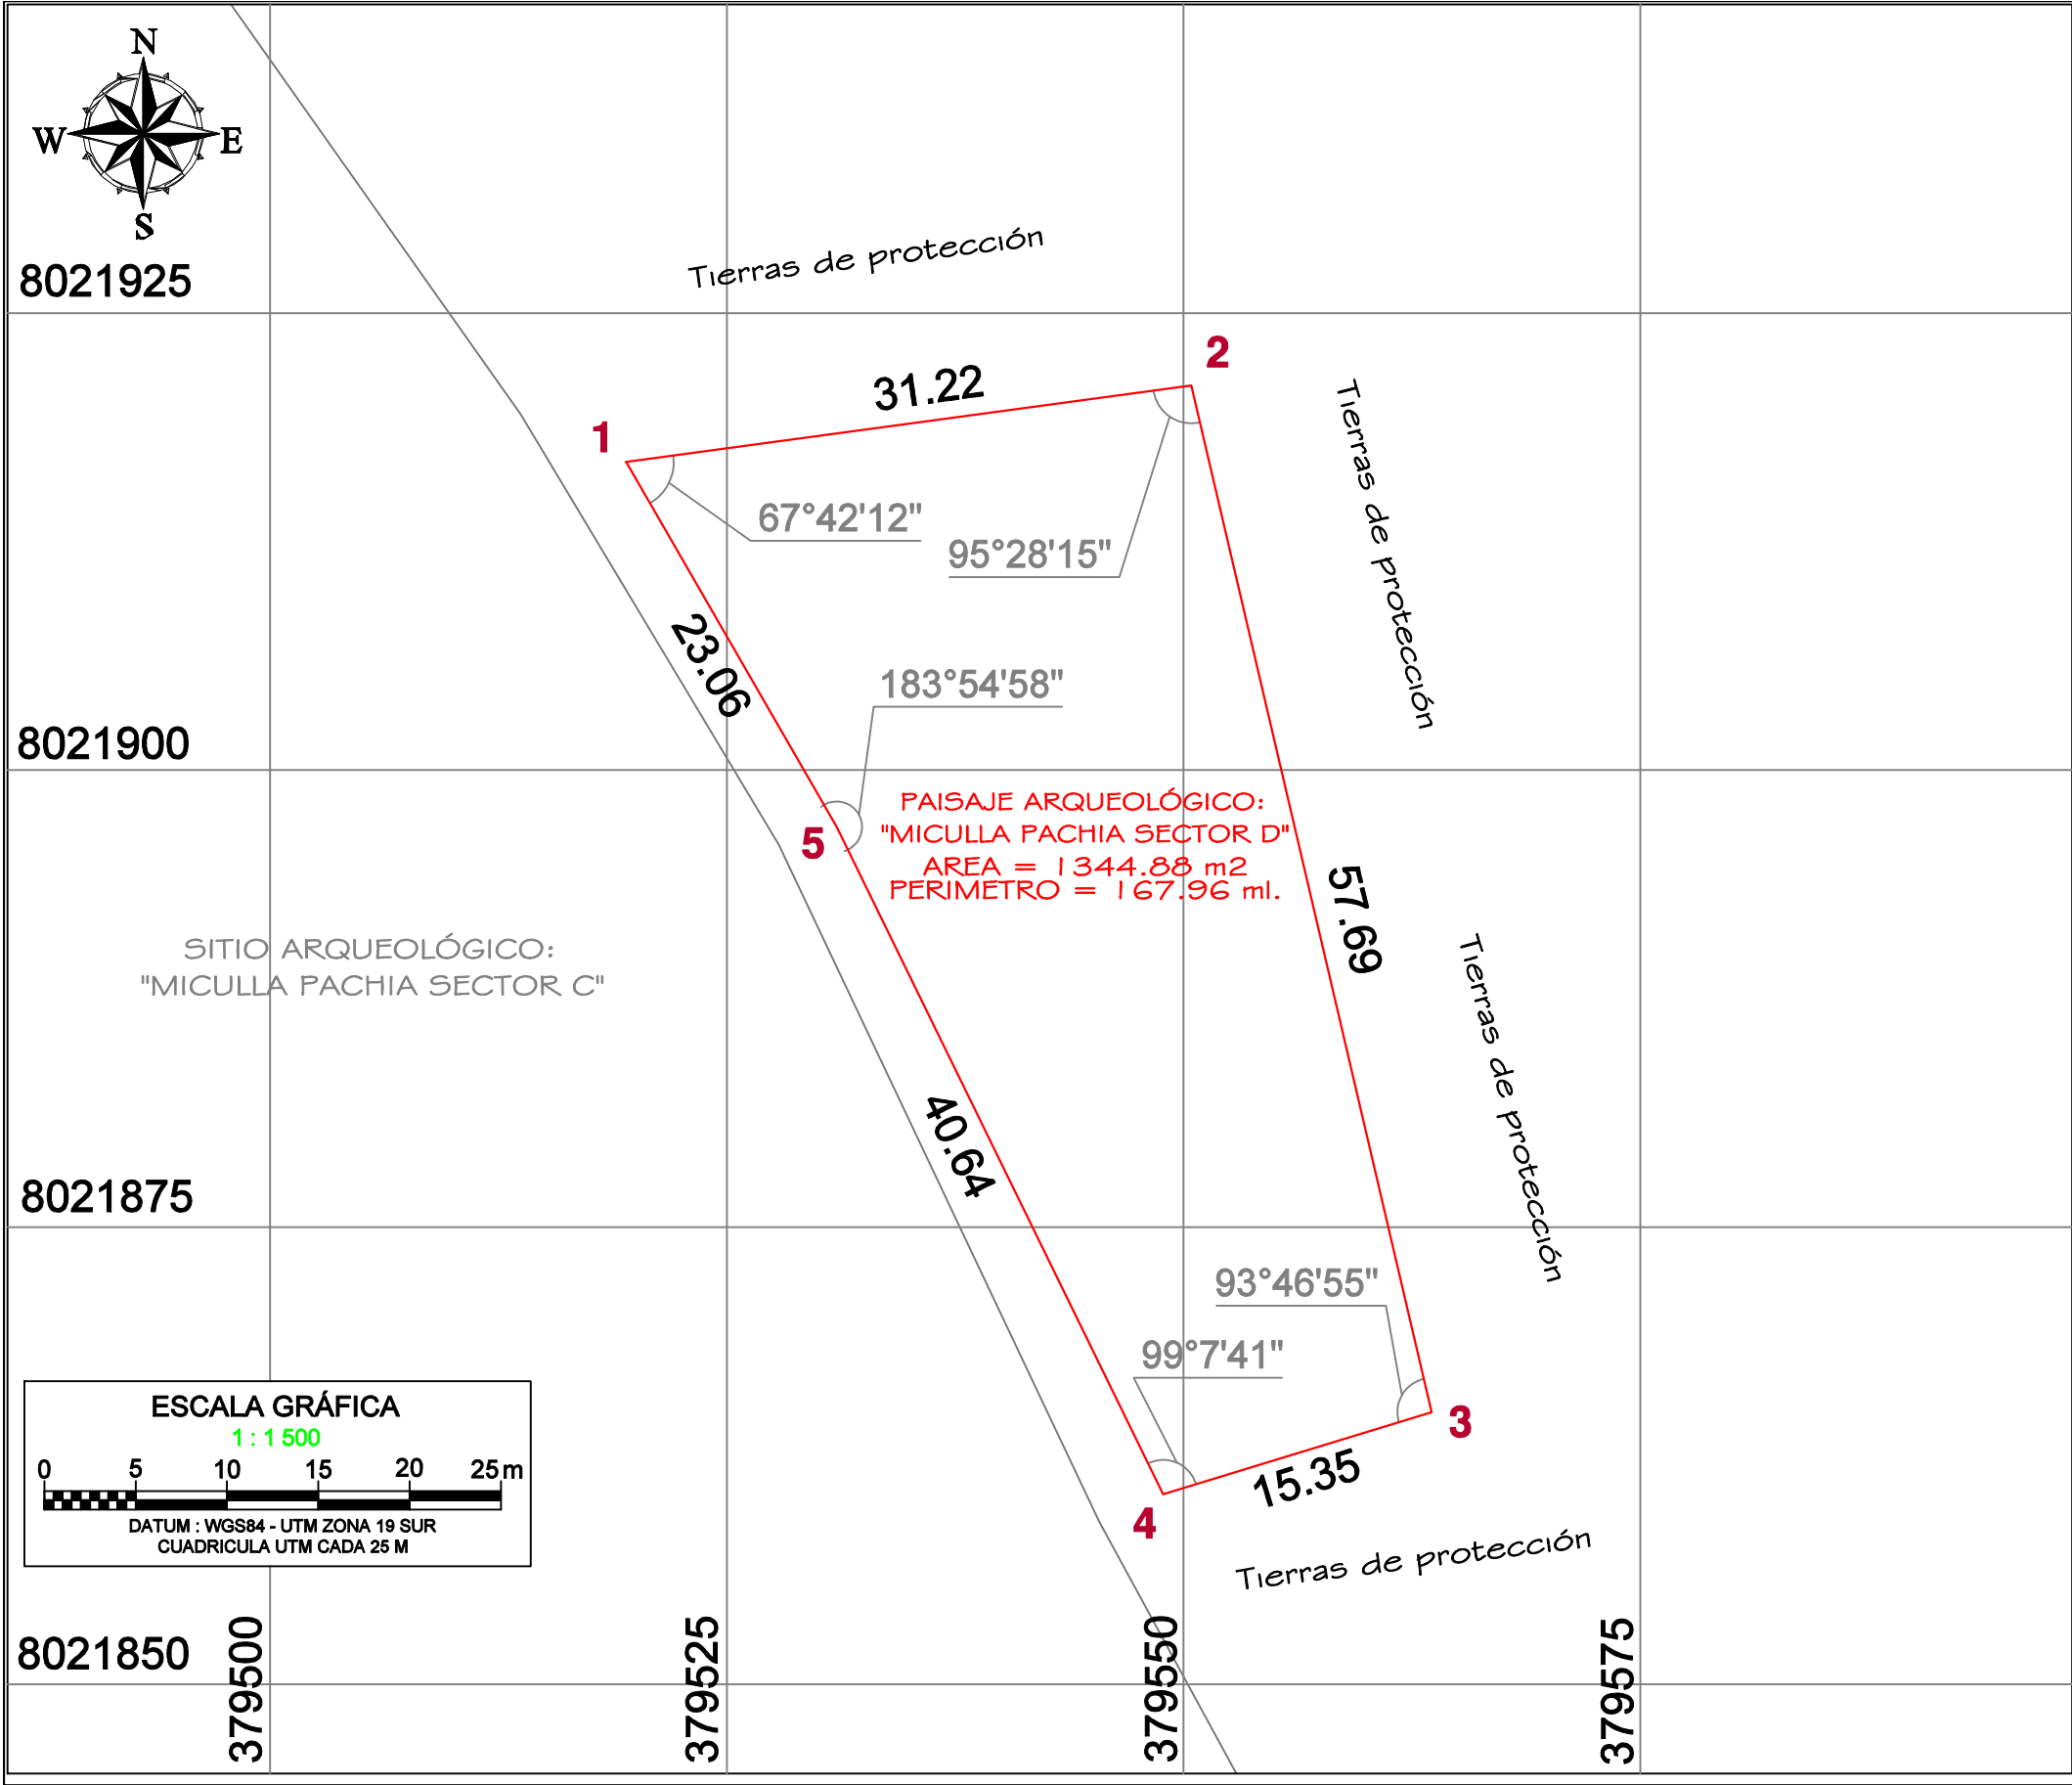 N
W E
S
8021925
Tierras de protección
2
31.22
1
67°42'12"
95°28'15"
Tierras de protección
23.06
183°54'58"
8021900
PAISAJE ARQUEOLÓGICO:
"MICULLA PACHIA SECTOR D"
AREA = 1344.88 m2
PERIMETRO = 167.96 ml.
5
57.69
SITIO ARQUEOLÓGICO:
"MICULLA PACHIA SECTOR C"
Tierras de protección
40.64
8021875
93°46'55"
99°7'41"
3
15.35
4
Tierras de protección
ESCALA GRÁFICA
1 : 1 500
0 5 10 15 20 25 m
DATUM : WGS84 - UTM ZONA 19 SUR
CUADRICULA UTM CADA 25 M
8021850
379500
379525
379550
379575